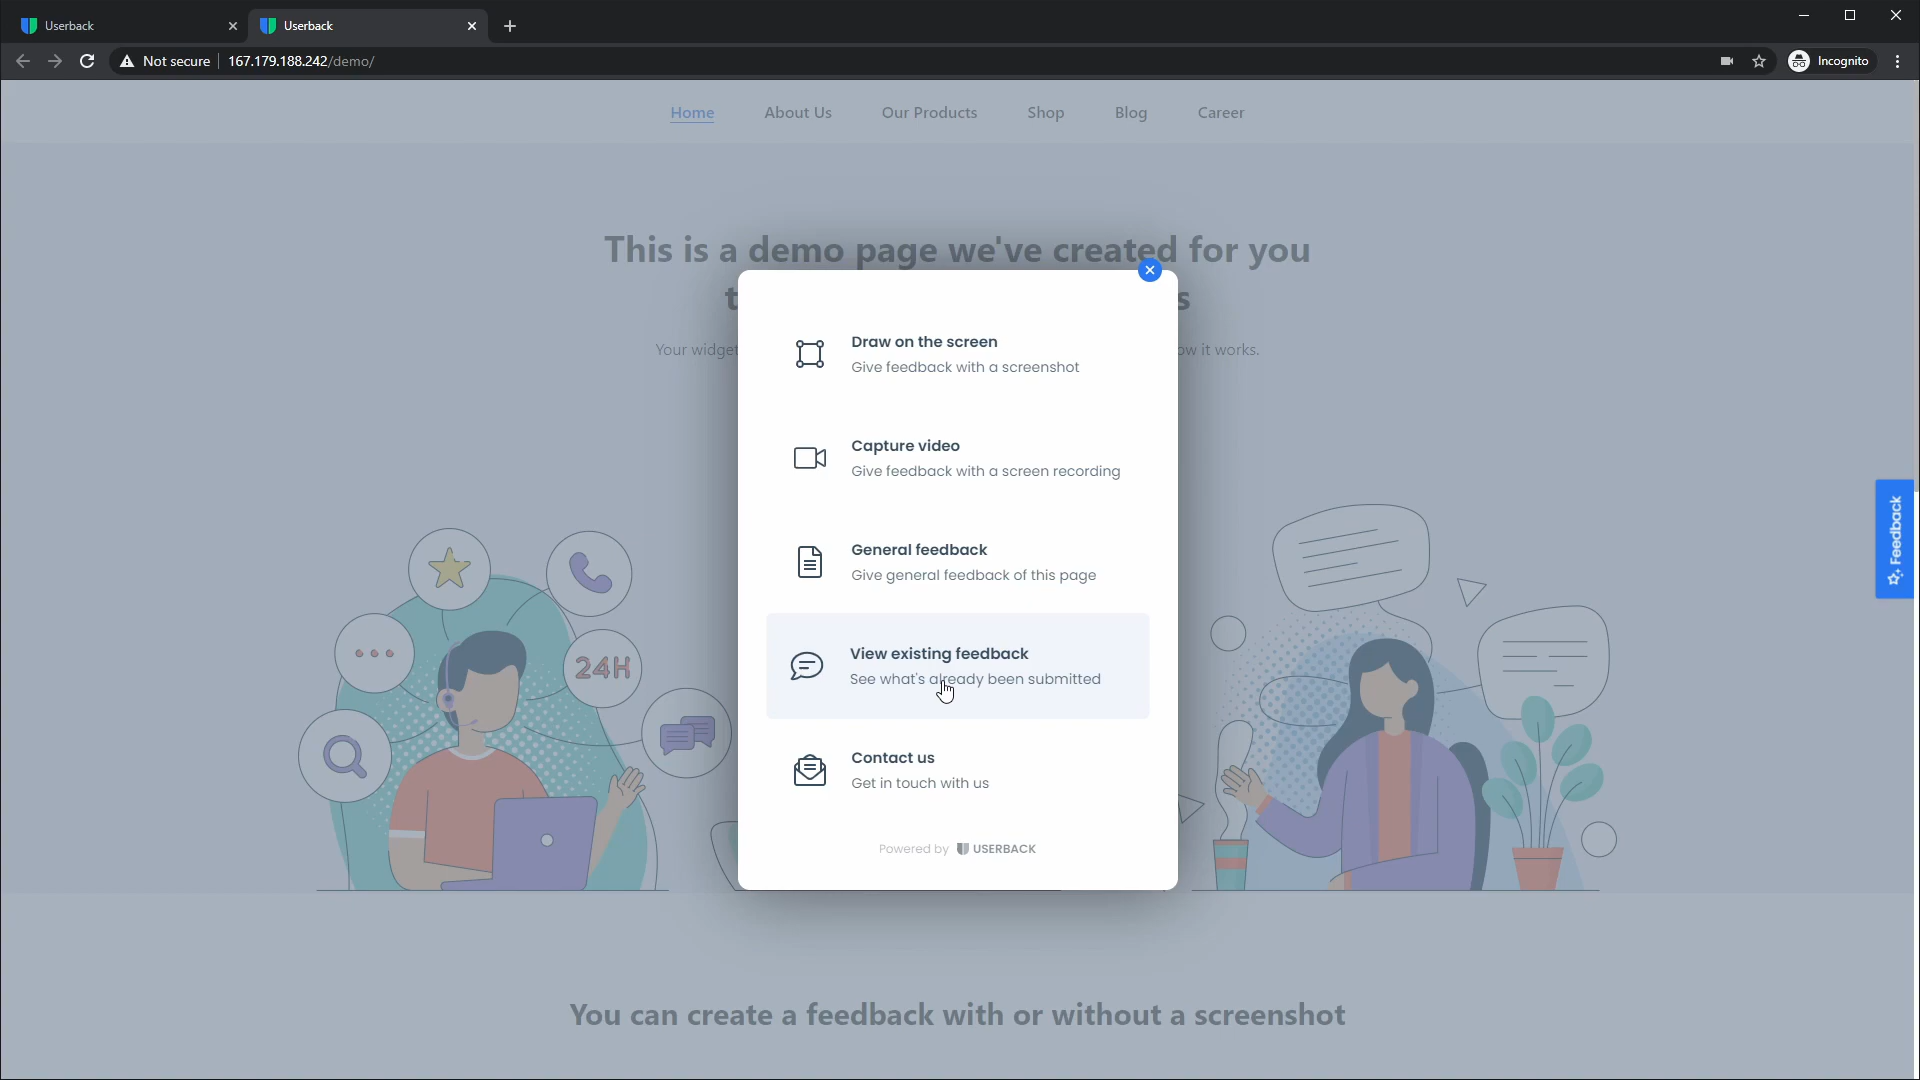 Userback
Userback
Not secure
167.179.188.242/demo/
Incognito
Home
About Us
Our Products
Shop
Blog
Career
This is a demo page we've created for you
t
s
Your widget
ow it works.
Draw on the screen
Give feedback with a screenshot
Capture video
Give feedback with a screen recording
General feedback
Give general feedback of this page
View existing feedback
See what's already been submitted
Contact us
Get in touch with us
Powered by USERBACK
Feedback
24H
You can create a feedback with or without a screenshot